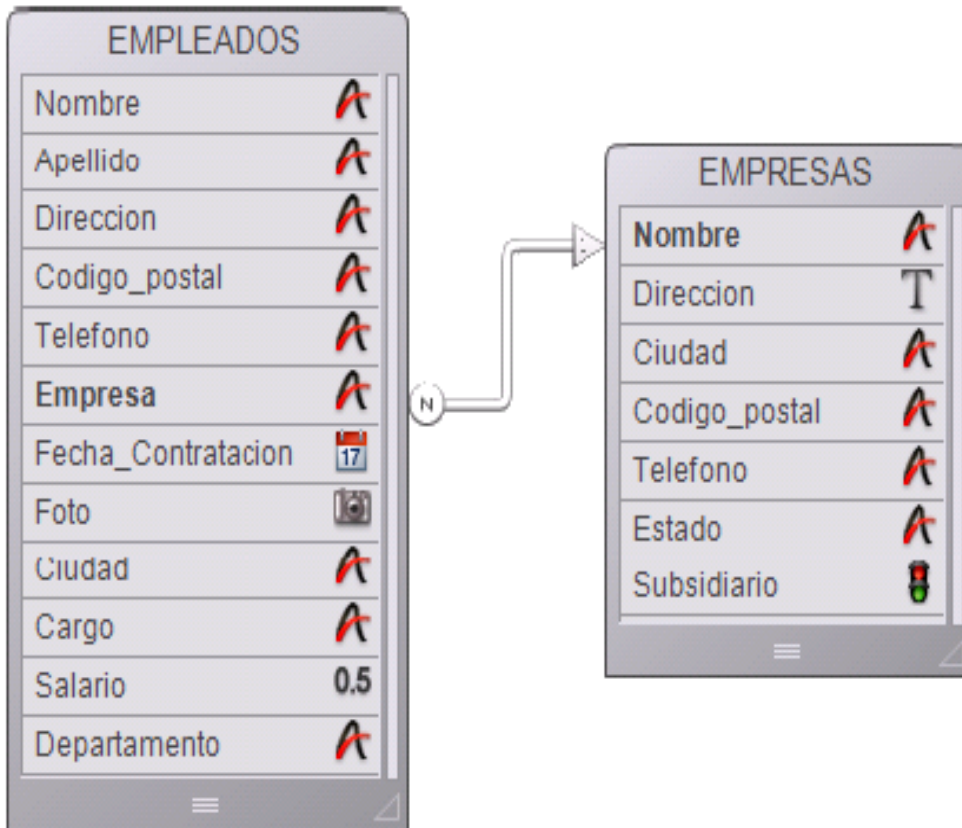 EMPLEADOS
Nombre
Apellido
Direccion
Codigo_postal
Telefono
Empresa
Fecha_Contratacion
17
Foto
Ciudad
Cargo
Salario 0.5
Departamento
N
EMPRESAS
Nombre
Direccion T
Ciudad
Codigo_postal
Telefono
Estado
Subsidiario